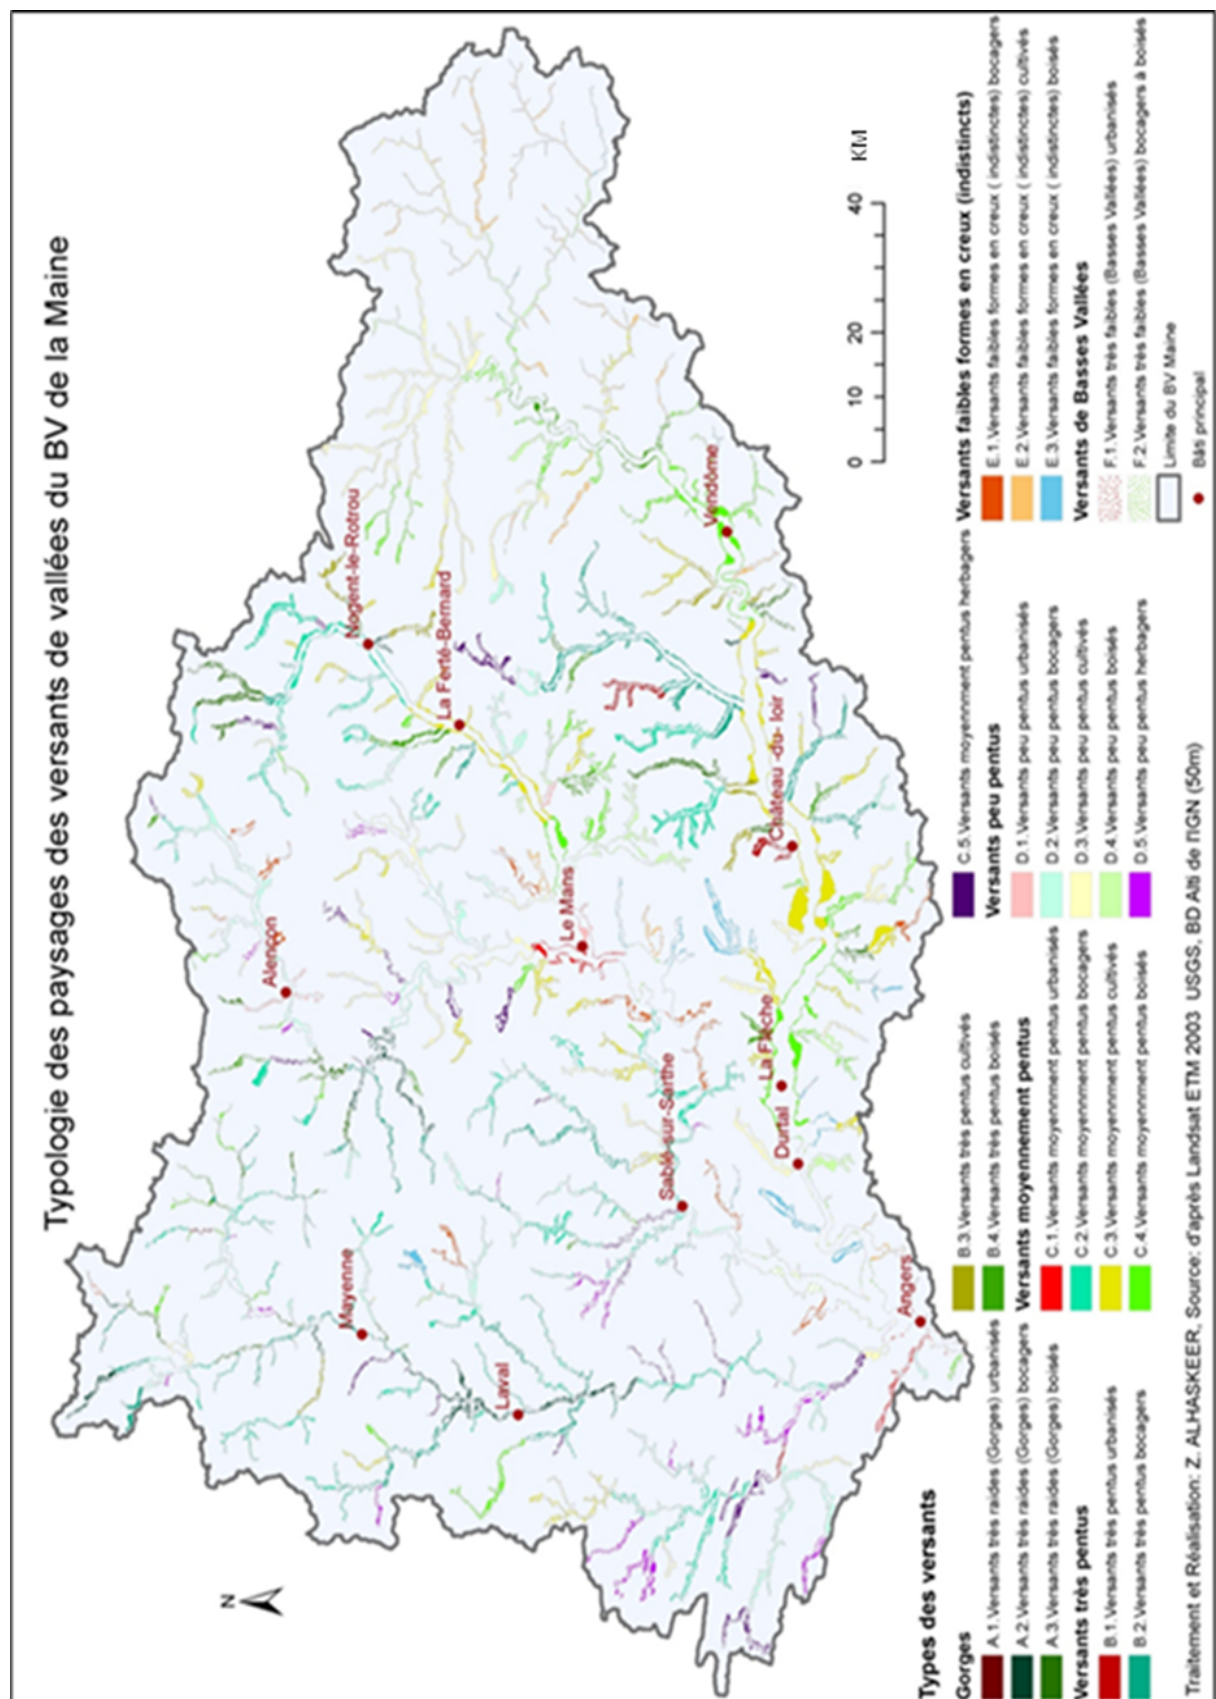 Typologie des paysages des versants de vallées du BV de la Maine
N
Alençon
Nogent-le-Rotrou
La Ferté-Bernard
Mayenne
Le Mans
Laval
Sablé-sur-Sarthe
Vendôme
La Flèche
Château -du- loir
Durtal
Angers
0 10 20 40 KM
Types des versants
Gorges
A.1.Versants très raides (Gorges) urbanisés
A.2.Versants très raides (Gorges) bocagers
A.3.Versants très raides (Gorges) boisés
Versants très pentus
B.1.Versants très pentus urbanisés
B.2.Versants très pentus bocagers
B.3.Versants très pentus cultivés
B.4.Versants très pentus boisés
Versants moyennement pentus
C.1.Versants moyennment pentus urbanisés
C.2.Versants moyennment pentus bocagers
C.3.Versants moyennment pentus cultivés
C.4.Versants moyennment pentus boisés
C.5.Versants moyennment pentus herbagers
Versants peu pentus
D.1.Versants peu pentus urbanisés
D.2.Versants peu pentus bocagers
D.3.Versants peu pentus cultivés
D.4.Versants peu pentus boisés
D.5.Versants peu pentus herbagers
Versants faibles formes en creux (indistincts)
E.1.Versants faibles formes en creux ( indistinctes) bocagers
E.2.Versants faibles formes en creux ( indistinctes) cultivés
E.3.Versants faibles formes en creux ( indistinctes) boisés
Versants de Basses Vallées
F.1.Versants très faibles (Basses Vallées) urbanisés
F.2.Versants très faibles (Basses Vallées) bocagers à boisés
Limite du BV Maine
Bâti principal
Traitement et Réalisation: Z. ALHASKEER, Source: d'après Landsat ETM 2003 USGS, BD Alti de l'IGN (50m)